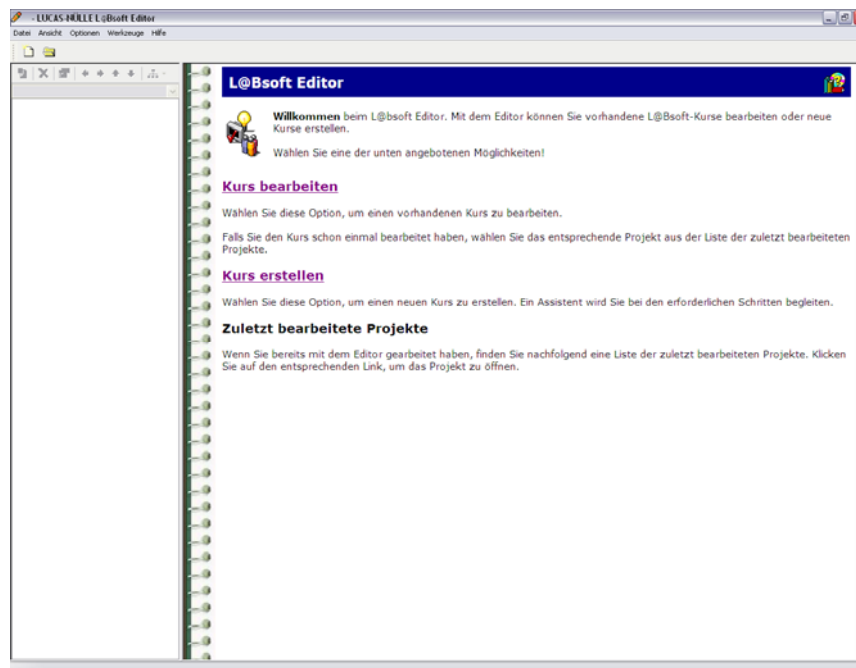 - LUCAS-NÜLLE L@Bsoft Editor
Datei Ansicht Optionen Werkzeuge Hilfe
L@Bsoft Editor
Willkommen beim L@bsoft Editor. Mit dem Editor können Sie vorhandene L@Bsoft-Kurse bearbeiten oder neue
Kurse erstellen.
Wählen Sie eine der unten angebotenen Möglichkeiten!
Kurs bearbeiten
Wählen Sie diese Option, um einen vorhandenen Kurs zu bearbeiten.
Falls Sie den Kurs schon einmal bearbeitet haben, wählen Sie das entsprechende Projekt aus der Liste der zuletzt bearbeiteten
Projekte.
Kurs erstellen
Wählen Sie diese Option, um einen neuen Kurs zu erstellen. Ein Assistent wird Sie bei den erforderlichen Schritten begleiten.
Zuletzt bearbeitete Projekte
Wenn Sie bereits mit dem Editor gearbeitet haben, finden Sie nachfolgend eine Liste der zuletzt bearbeiteten Projekte. Klicken
Sie auf den entsprechenden Link, um das Projekt zu öffnen.